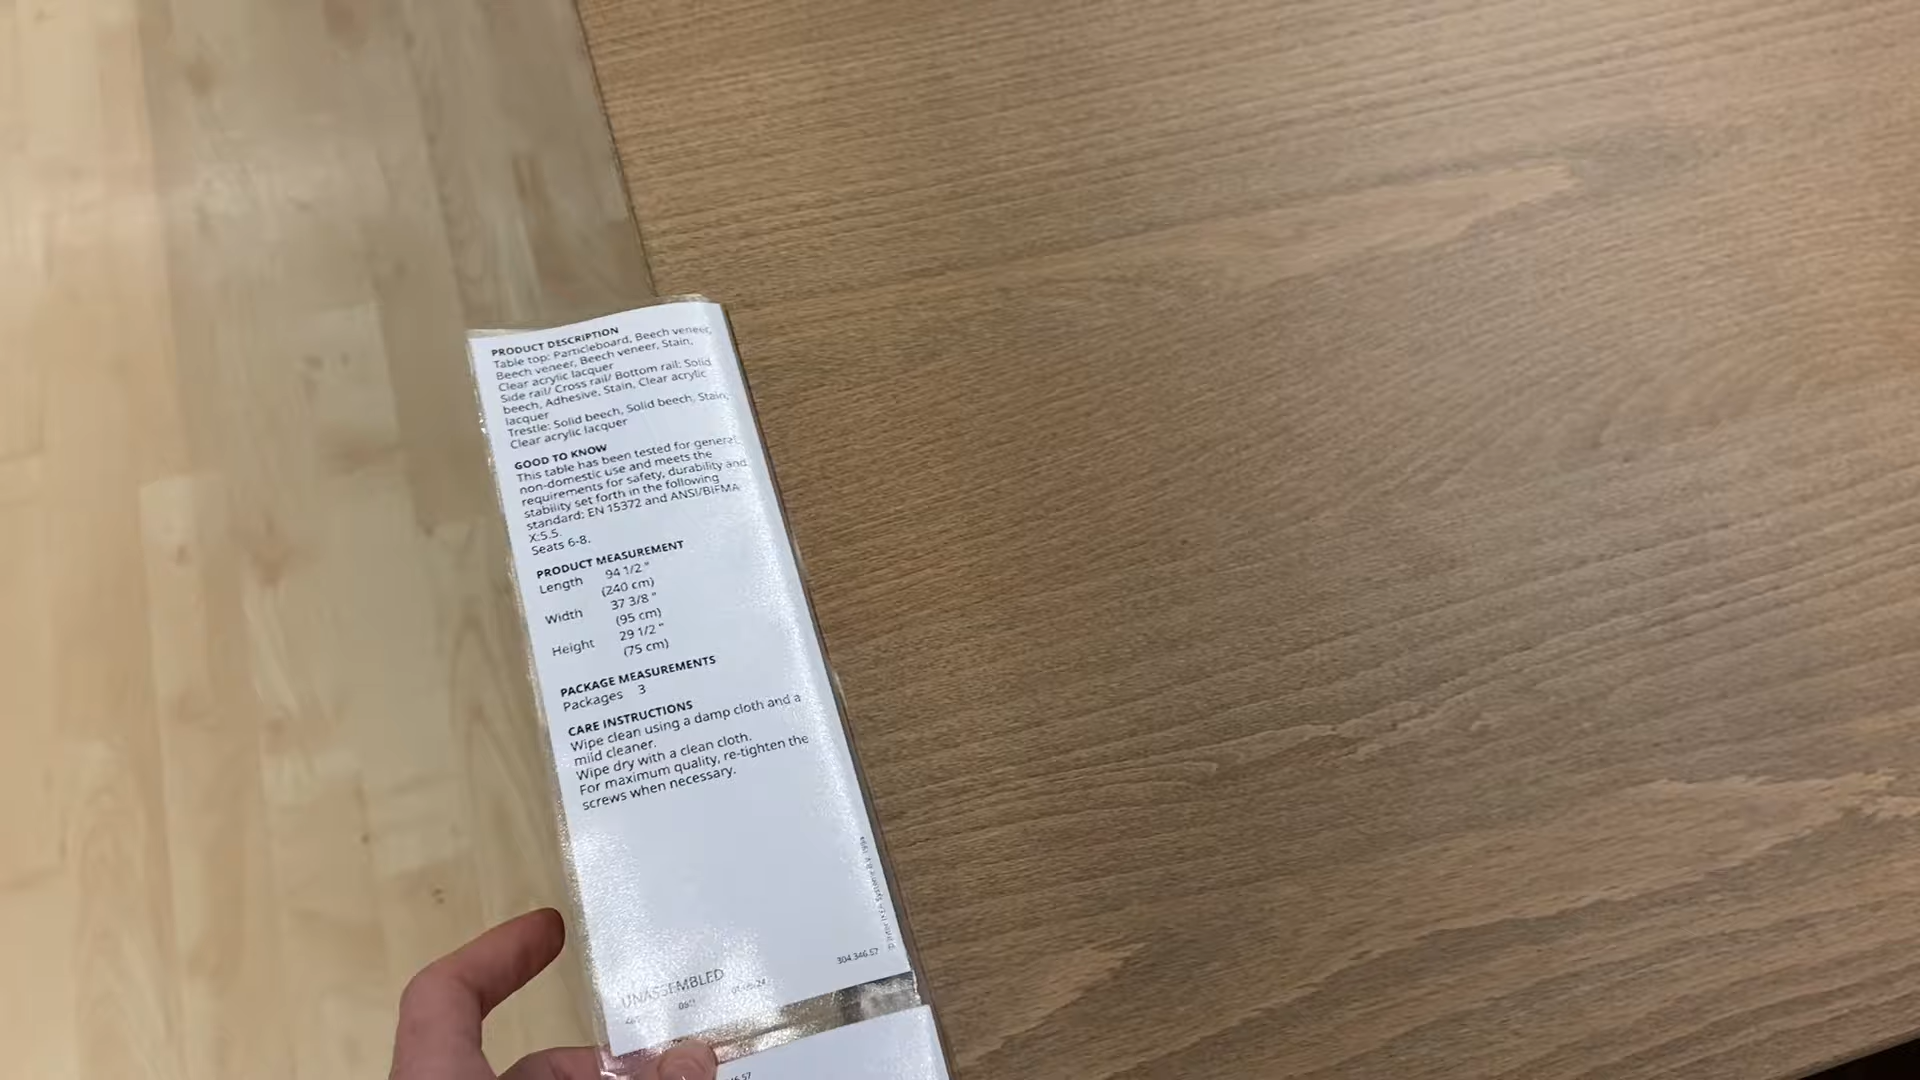 PRODUCT DESCRIPTION
Table top: Particleboard, Beech veneer,
Beech veneer, Beech veneer, Stain,
Clear acrylic lacquer
Side rail/ Cross rail/ Bottom rail: Solid
beech, Adhesive, Stain, Clear acrylic
lacquer
Trestle: Solid beech, Solid beech, Stain,
Clear acrylic lacquer
GOOD TO KNOW
This table has been tested for general
non-domestic use and meets the
requirements for safety, durability and
stability set forth in the following
standard: EN 15372 and ANSI/BIFMA
X:5.5.
Seats 6-8.
PRODUCT MEASUREMENT
Length 94 1/2 "
(240 cm)
Width 37 3/8 "
(95 cm)
Height 29 1/2 "
(75 cm)
PACKAGE MEASUREMENTS
Packages 3
CARE INSTRUCTIONS
Wipe clean using a damp cloth and a
mild cleaner.
Wipe dry with a clean cloth.
For maximum quality, re-tighten the
screws when necessary.
304.346.57
UNASSEMBLED